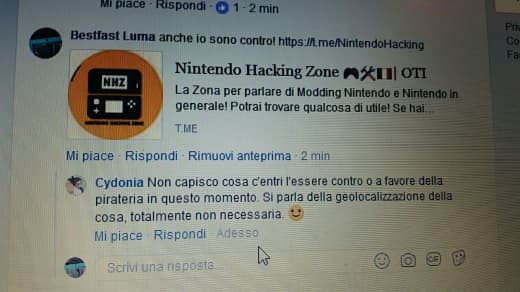 Mi piace · Rispondi · 1 · 2 min
Bestfast Luma anche io sono contro! https://t.me/NintendoHacking
NHZ
NINTENDO HACKING ZONE
Nintendo Hacking Zone 🎮🛠🇮🇹| OTI
La Zona per parlare di Modding Nintendo e Nintendo in
generale! Potrai trovare qualcosa di utile! Se hai...
T.ME
Mi piace · Rispondi · Rimuovi anteprima · 2 min
Cydonia Non capisco cosa c'entri l'essere contro o a favore della
pirateria in questo momento. Si parla della geolocalizzazione della
cosa, totalmente non necessaria. 🙂
Mi piace · Rispondi · Adesso
Scrivi una risposta...
GIF
Pri
Co
Fa